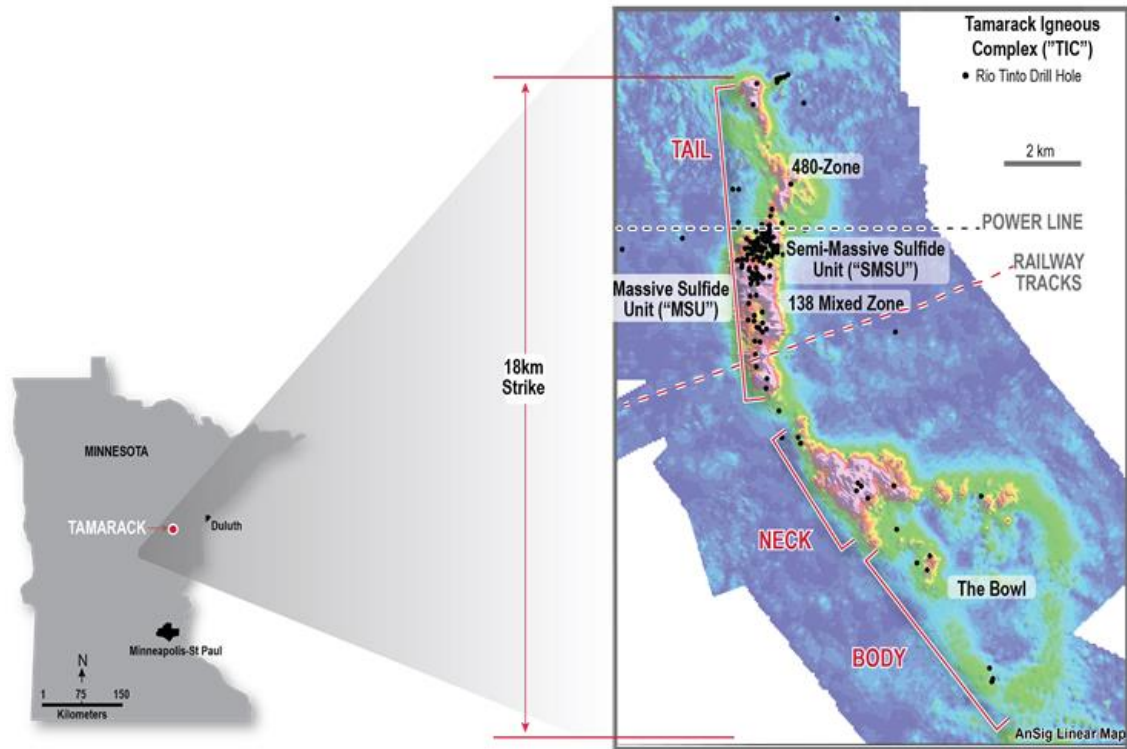 MINNESOTA
TAMARACK
Duluth
Minneapolis-St Paul
N
1 75 150
Kilometers
18km
Strike
Tamarack Igneous
Complex ("TIC")
• Rio Tinto Drill Hole
2 km
TAIL
480-Zone
POWER LINE
Semi-Massive Sulfide
Unit ("SMSU")
RAILWAY
TRACKS
Massive Sulfide
Unit ("MSU")
138 Mixed Zone
NECK
The Bowl
BODY
AnSig Linear Map